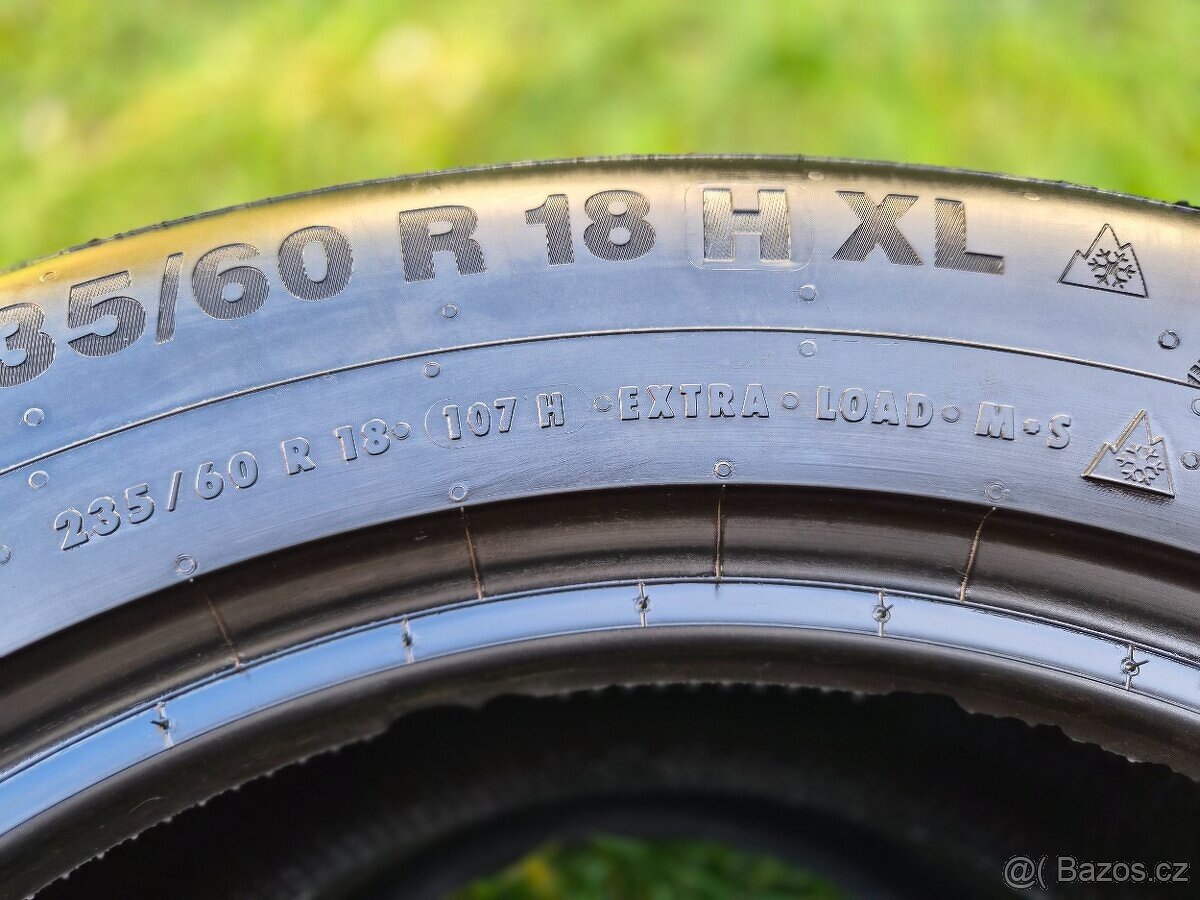 35/60 R 18 H XL
235/60 R 18 107 H EXTRA LOAD M+S
@( Bazos.cz